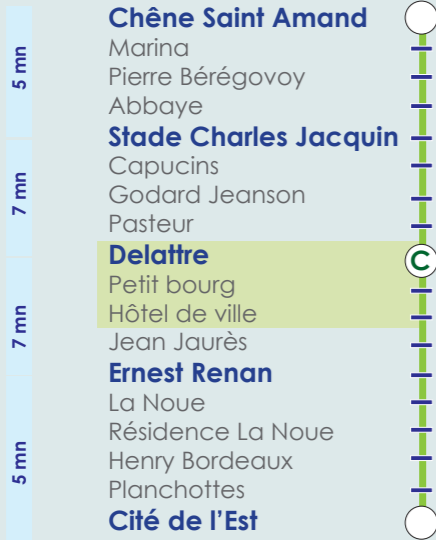 Chêne Saint Amand
Marina
5 mn
Pierre Bérégovoy
Abbaye
Stade Charles Jacquin
Capucins
7 mn
Godard Jeanson
Pasteur
Delattre
C
Petit bourg
Hôtel de ville
7 mn
Jean Jaurès
Ernest Renan
La Noue
Résidence La Noue
5 mn
Henry Bordeaux
Planchottes
Cité de l'Est